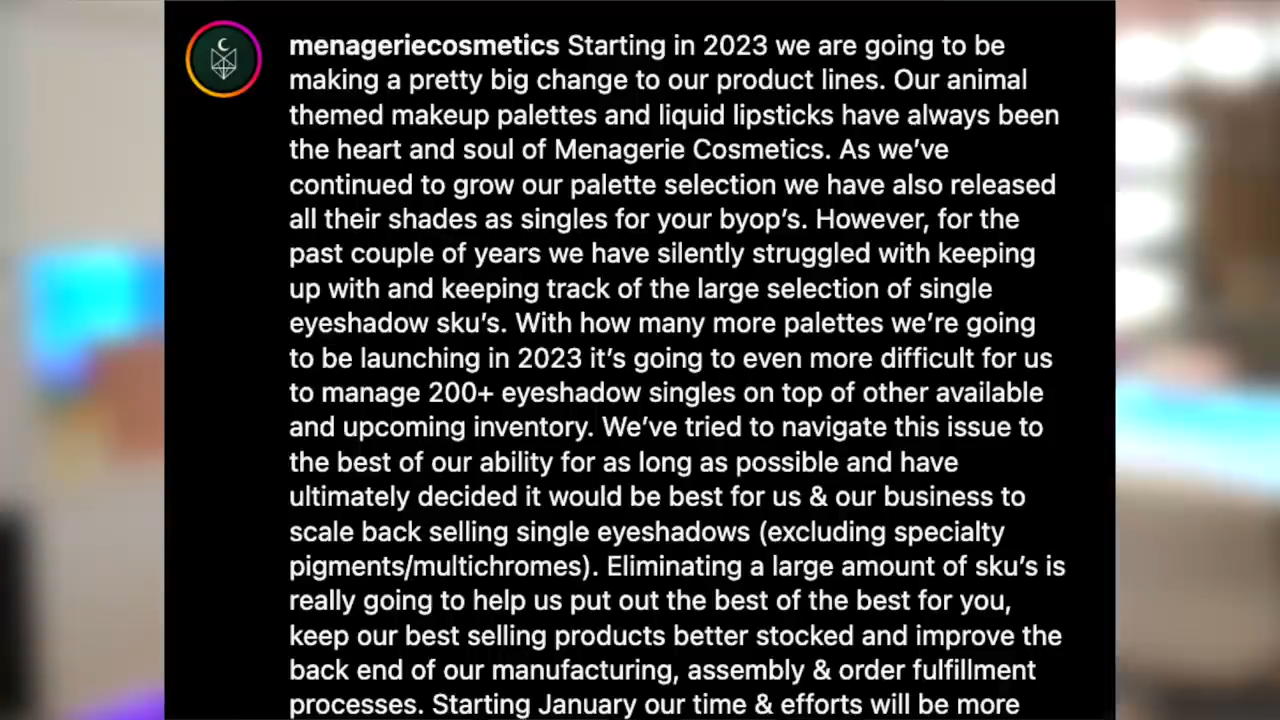 menageriecosmetics Starting in 2023 we are going to be
making a pretty big change to our product lines. Our animal
themed makeup palettes and liquid lipsticks have always been
the heart and soul of Menagerie Cosmetics. As we’ve
continued to grow our palette selection we have also released
all their shades as singles for your byop’s. However, for the
past couple of years we have silently struggled with keeping
up with and keeping track of the large selection of single
eyeshadow sku’s. With how many more palettes we’re going
to be launching in 2023 it’s going to even more difficult for us
to manage 200+ eyeshadow singles on top of other available
and upcoming inventory. We’ve tried to navigate this issue to
the best of our ability for as long as possible and have
ultimately decided it would be best for us & our business to
scale back selling single eyeshadows (excluding specialty
pigments/multichromes). Eliminating a large amount of sku’s is
really going to help us put out the best of the best for you,
keep our best selling products better stocked and improve the
back end of our manufacturing, assembly & order fulfillment
processes. Starting January our time & efforts will be more